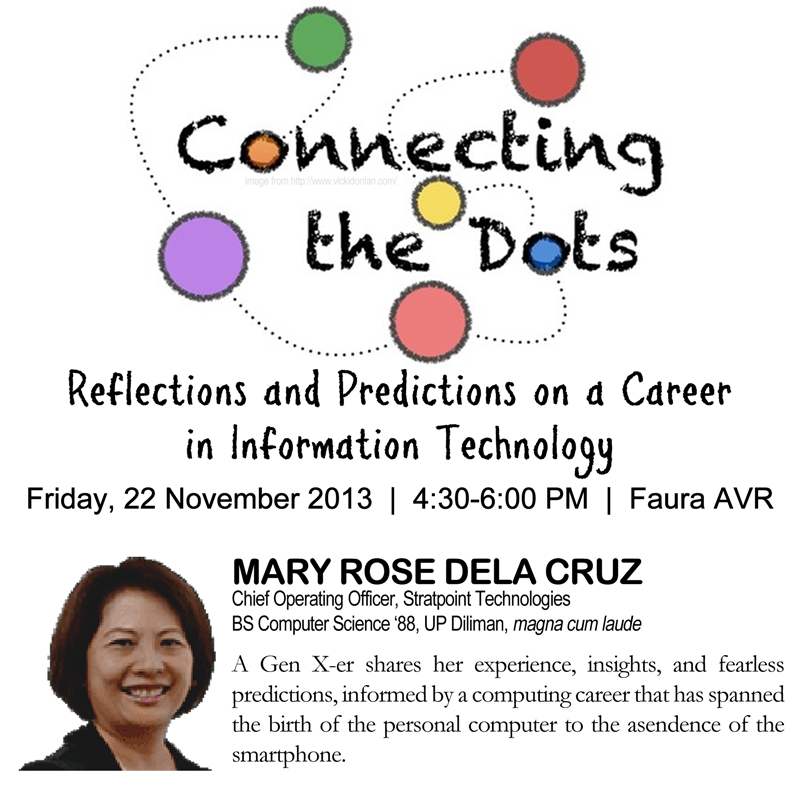 Connecting
image from http://www.vickidonlan.com/
the Dots
Reflections and Predictions on a Career
in Information Technology
Friday, 22 November 2013 | 4:30-6:00 PM | Faura AVR
MARY ROSE DELA CRUZ
Chief Operating Officer, Stratpoint Technologies
BS Computer Science ‘88, UP Diliman, magna cum laude
A Gen X-er shares her experience, insights, and fearless
predictions, informed by a computing career that has spanned
the birth of the personal computer to the asendence of the
smartphone.